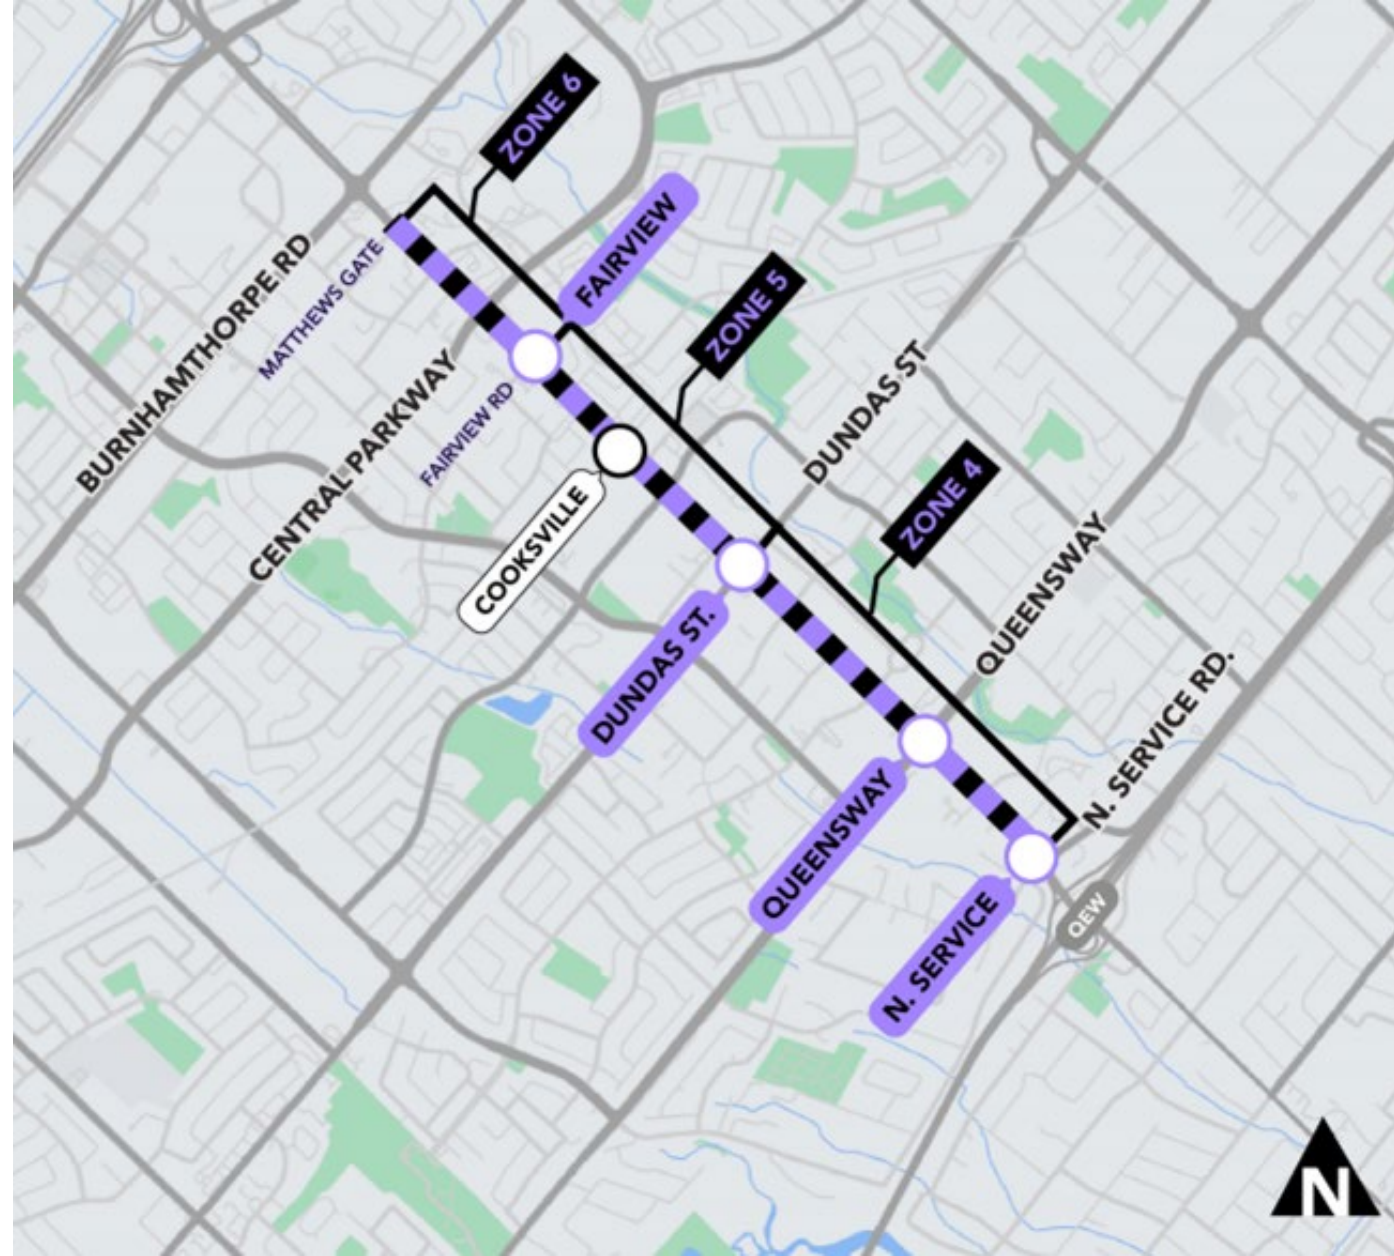 ZONE 6
FAIRVIEW
BURNHAMTHORPE RD
MATTHEWS GATE
ZONE 5
CENTRAL PARKWAY
FAIRVIEW RD
DUNDAS ST
COOKSVILLE
ZONE 4
DUNDAS ST.
QUEENSWAY
N. SERVICE RD.
QUEENSWAY
N. SERVICE
QEW
N